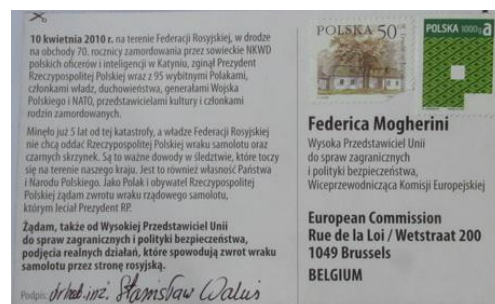 10 kwietnia 2010 r. na terenie Federacji Rosyjskiej, w drodze
na obchody 70. rocznicy zamordowania przez sowieckie NKWD
polskich oficerów i inteligencji w Katyniu, zginął Prezydent
Rzeczypospolitej Polskiej wraz z 95 wybitnymi Polakami,
członkami władz, duchowieństwa, generałami Wojska
Polskiego i NATO, przedstawicielami kultury i członkami
rodzin zamordowanych.
Minęło już 5 lat od tej katastrofy, a władze Federacji Rosyjskiej
nie chcą oddać Rzeczypospolitej Polskiej wraku samolotu oraz
czarnych skrzynek. Są to ważne dowody w śledztwie, które toczy
się na terenie naszego kraju. Jest to również własność Państwa
i Narodu Polskiego. Jako Polak i obywatel Rzeczypospolitej
Polskiej żądam zwrotu wraku rządowego samolotu,
którym leciał Prezydent RP.
Żądam, także od Wysokiej Przedstawiciel Unii
do spraw zagranicznych i polityki bezpieczeństwa,
podjęcia realnych działań, które spowodują zwrot wraku
samolotu przez stronę rosyjską.
Podpis: dr hab. inż. Stanisław Waluś
POLSKA 50 gr
POLSKA 1000g a
Federica Mogherini
Wysoka Przedstawiciel Unii
do spraw zagranicznych
i polityki bezpieczeństwa,
Wiceprzewodnicząca Komisji Europejskiej
European Commission
Rue de la Loi / Wetstraat 200
1049 Brussels
BELGIUM